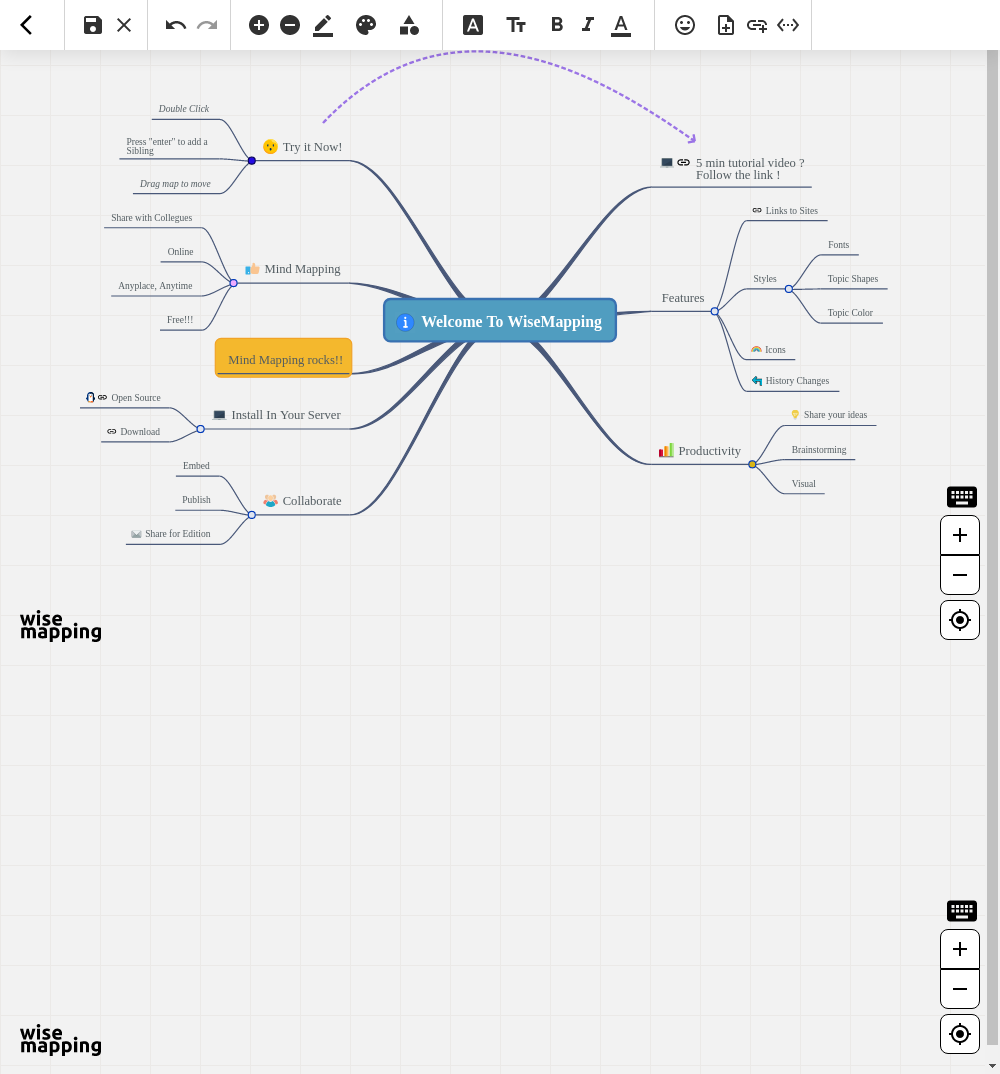 A
Tт
B
I
A
Double Click
Press "enter" to add a
Sibling
Drag map to move
Try it Now!
Share with Collegues
Online
Anyplace, Anytime
Free!!!
Mind Mapping
Mind Mapping rocks!!
Open Source
Download
Install In Your Server
Embed
Publish
Share for Edition
Collaborate
Welcome To WiseMapping
5 min tutorial video ?
Follow the link !
Links to Sites
Features
Styles
Fonts
Topic Shapes
Topic Color
Icons
History Changes
Productivity
Share your ideas
Brainstorming
Visual
wise
mapping
wise
mapping